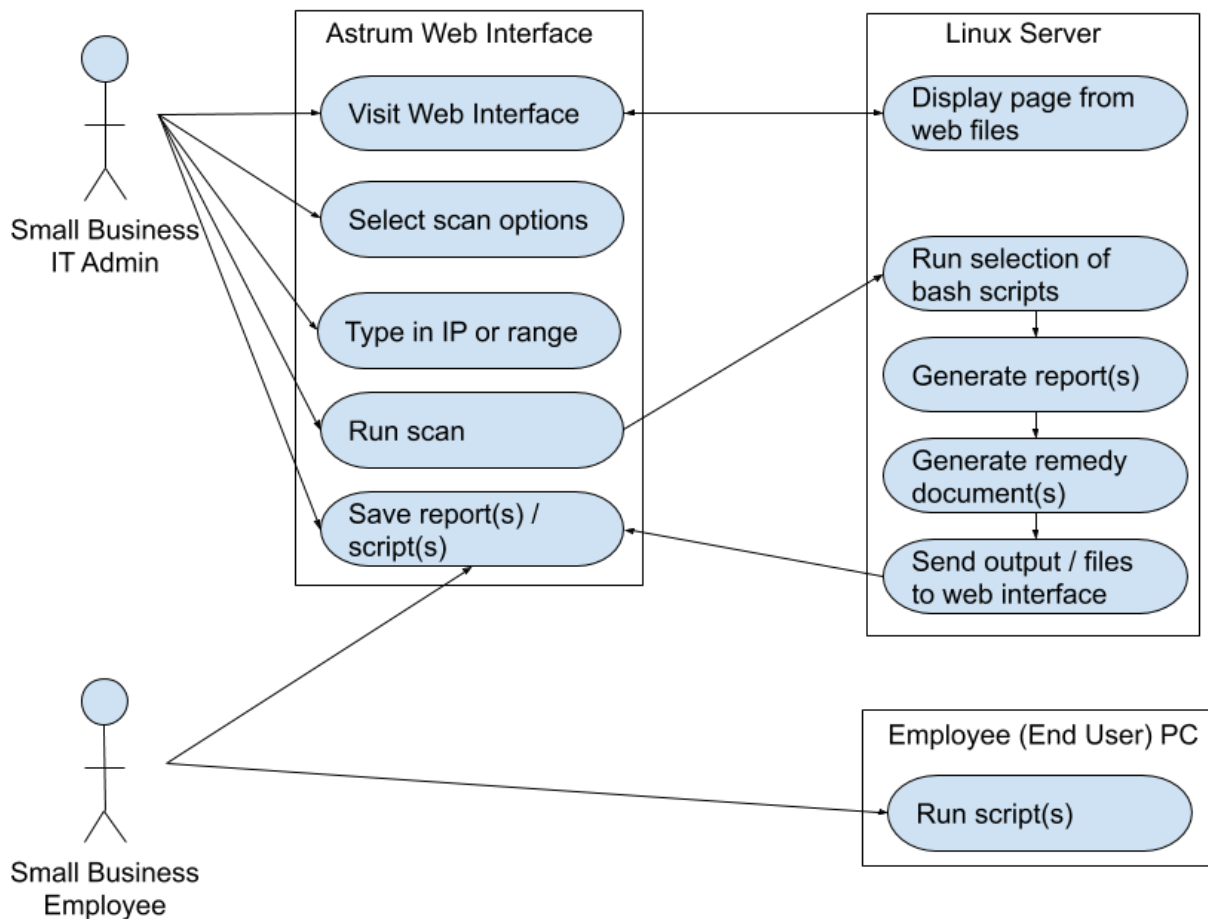 Astrum Web Interface
Visit Web Interface
Select scan options
Type in IP or range
Run scan
Save report(s) /
script(s)
Linux Server
Display page from
web files
Run selection of
bash scripts
Generate report(s)
Generate remedy
document(s)
Send output / files
to web interface
Small Business
IT Admin
Small Business
Employee
Employee (End User) PC
Run script(s)